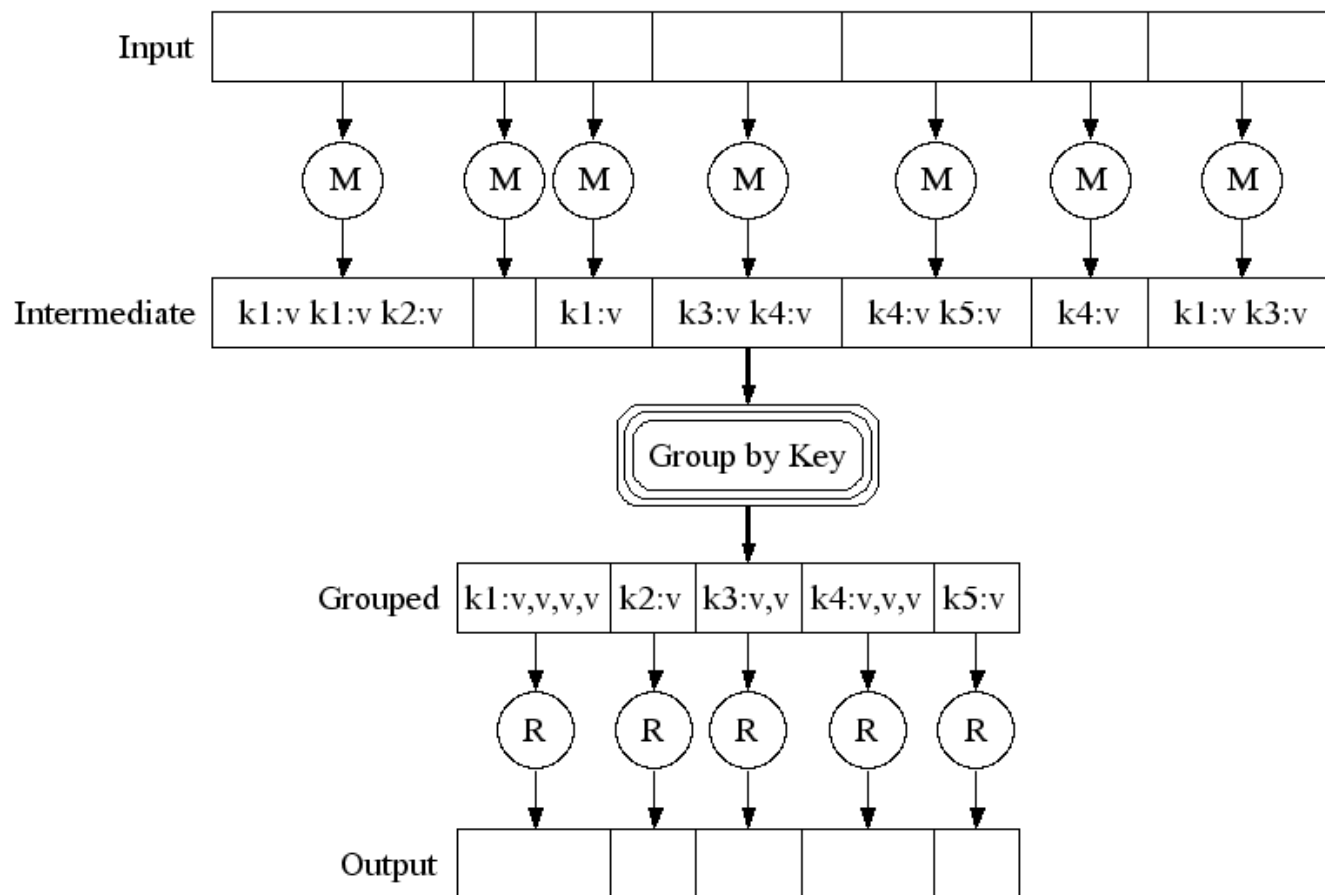 Input
M M M M M M M
Intermediate k1:v k1:v k2:v k1:v k3:v k4:v k4:v k5:v k4:v k1:v k3:v
Group by Key
Grouped k1:v,v,v,v k2:v k3:v,v k4:v,v,v k5:v
R R R R R
Output